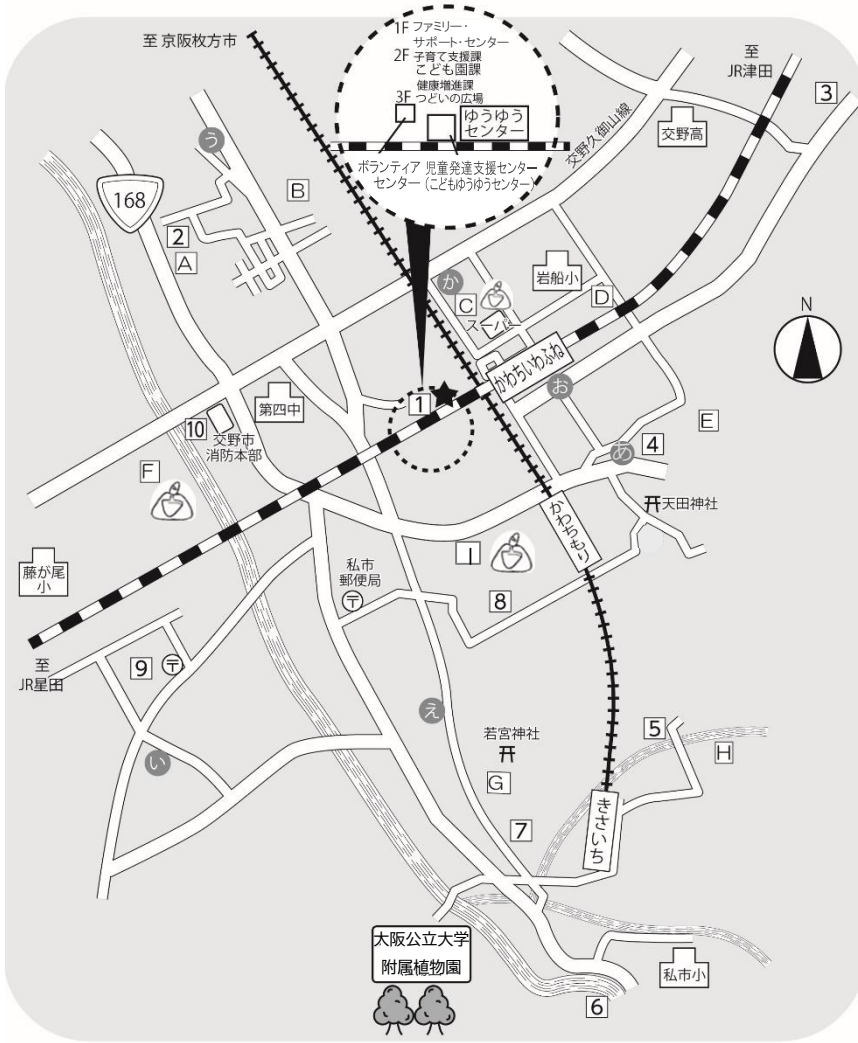 至 京阪枚方市
1F ファミリー・
サポート・センター
2F 子育て支援課
こども園課
健康増進課
3F つどいの広場
ゆうゆう
センター
ボランティア
センター
児童発達支援センター
(こどもゆうゆうセンター)
至
JR津田
3
交野高
交野久御山線
う
168
B
2
A
岩船小
か
C
スーパー
D
N
かわちいわふね
1
お
第四中
10
交野市
消防本部
E
4
あ
F
天田神社
かわちもり
I
私市
郵便局
〒
8
藤が尾
小
至
JR星田
9
〒
え
い
若宮神社
5
H
G
きさいち
7
大阪公立大学
附属植物園
私市小
6